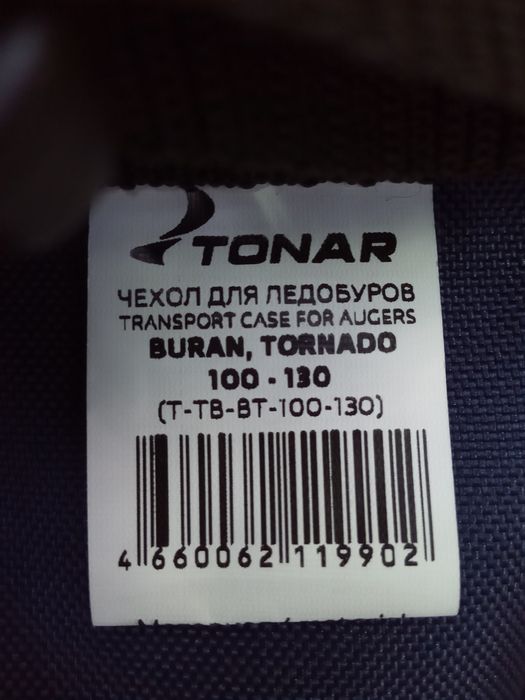 TONAR
ЧЕХОЛ ДЛЯ ЛЕДОБУРОВ
TRANSPORT CASE FOR AUGERS
BURAN, TORNADO
100 - 130
(T-TB-BT-100-130)
4 660062 119902